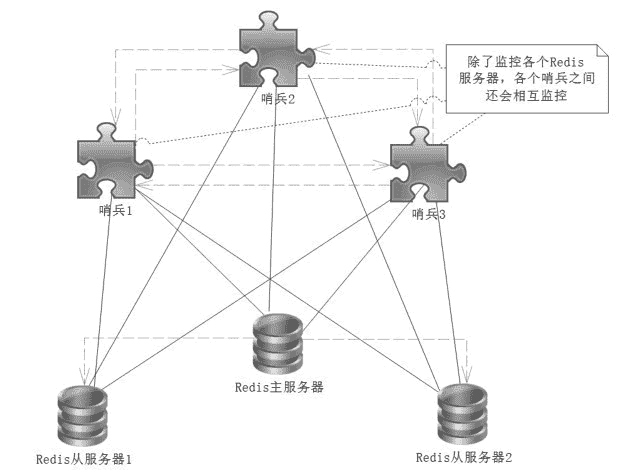 哨兵2
除了监控各个Redis
服务器，各个哨兵之间
还会相互监控
哨兵1
哨兵3
Redis主服务器
Redis从服务器1
Redis从服务器2